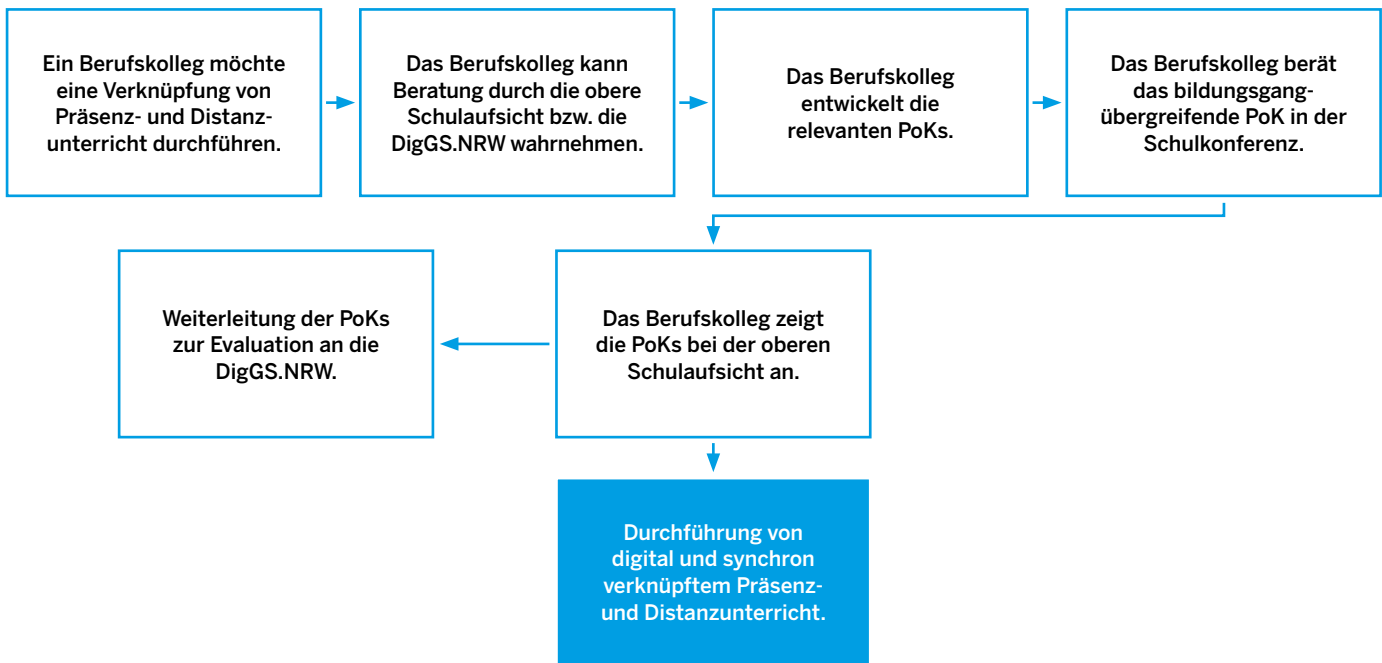 Ein Berufskolleg möchte
eine Verknüpfung von
Präsenz- und Distanz-
unterricht durchführen.
Das Berufskolleg kann
Beratung durch die obere
Schulaufsicht bzw. die
DigGS.NRW wahrnehmen.
Das Berufskolleg
entwickelt die
relevanten PoKs.
Das Berufskolleg berät
das bildungsgang-
übergreifende PoK in der
Schulkonferenz.
Weiterleitung der PoKs
zur Evaluation an die
DigGS.NRW.
Das Berufskolleg zeigt
die PoKs bei der oberen
Schulaufsicht an.
Durchführung von
digital und synchron
verknüpftem Präsenz-
und Distanzunterricht.